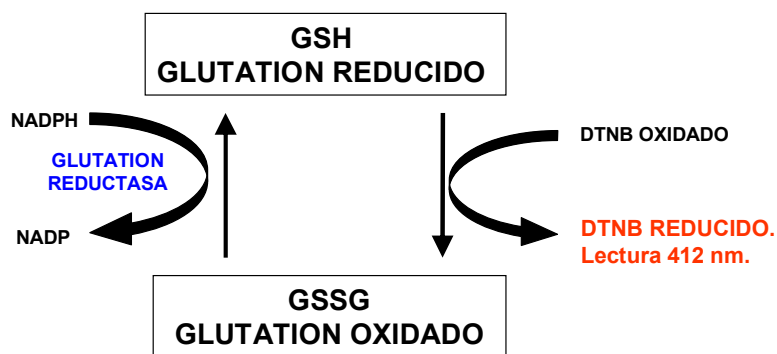 GSH
GLUTATION REDUCIDO
NADPH
GLUTATION
REDUCTASA
NADP
DTNB OXIDADO
DTNB REDUCIDO.
Lectura 412 nm.
GSSG
GLUTATION OXIDADO